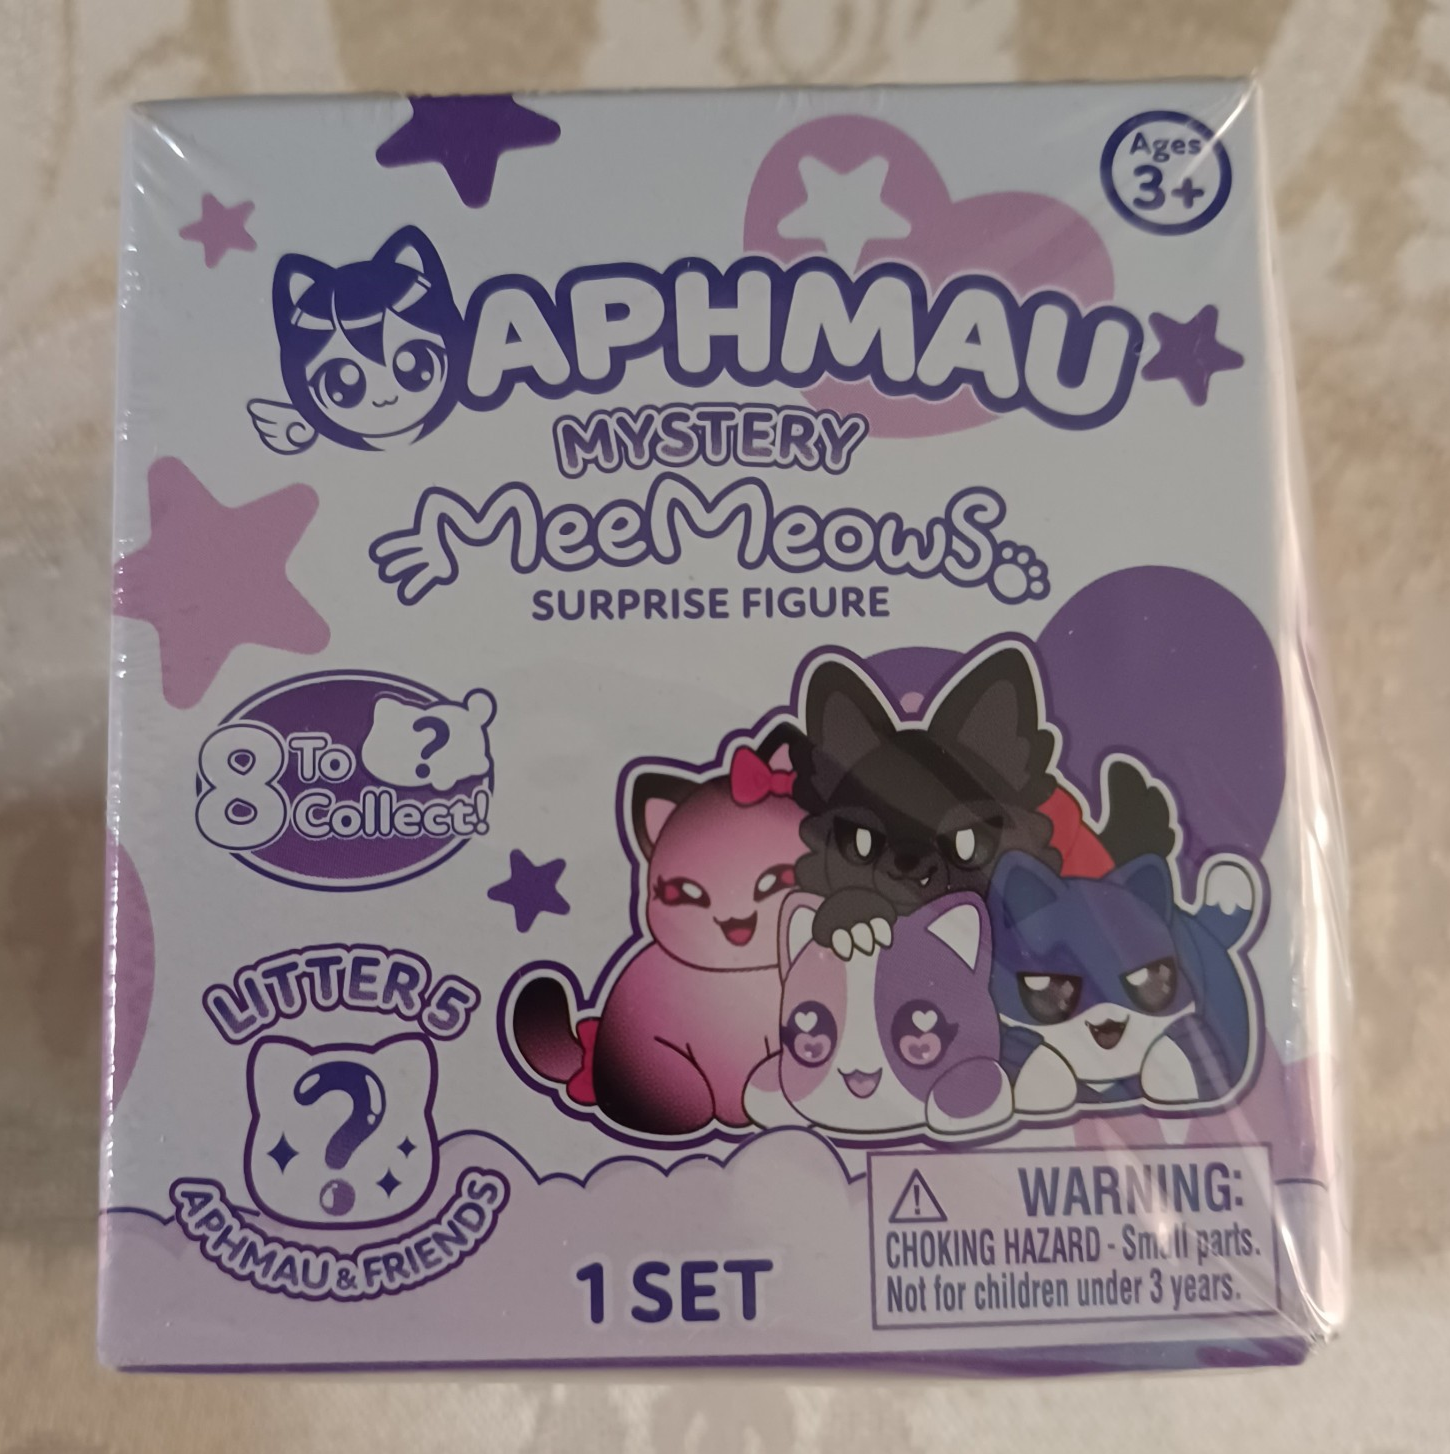 Ages
3+
APHMAU
MYSTERY
MeeMeows
SURPRISE FIGURE
8 To
Collect!
?
LITTER 5
?
APHMAU & FRIENDS
1 SET
WARNING:
CHOKING HAZARD - Small parts.
Not for children under 3 years.